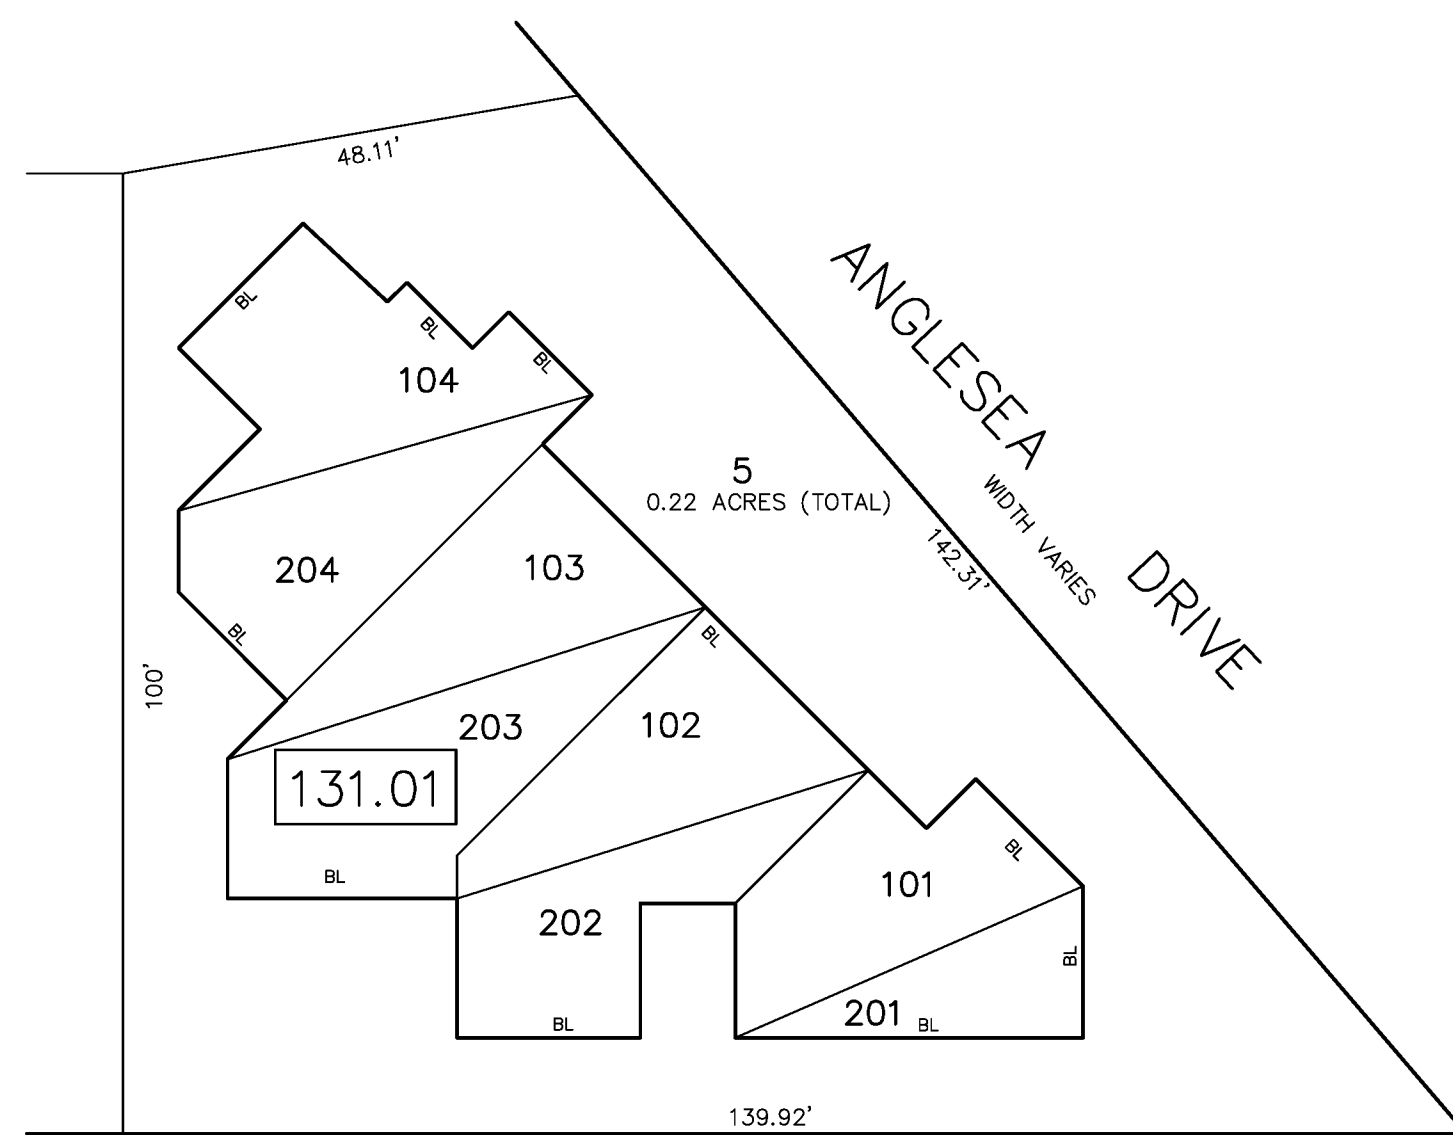 48.11'
ANGLESEA DRIVE
WIDTH VARIES
BL
BL
BL
104
5
0.22 ACRES (TOTAL)
142.31'
204
103
BL
BL
100'
203
102
131.01
BL
BL
101
202
BL
201
BL
BL
139.92'